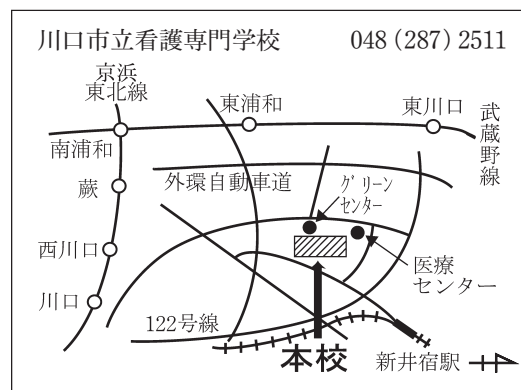 川口市立看護専門学校 048(287)2511
京浜
東北線
東浦和
東川口
武蔵野線
南浦和
外環自動車道
グリーン
センター
蕨
西川口
医療
センター
川口
122号線
本校
新井宿駅